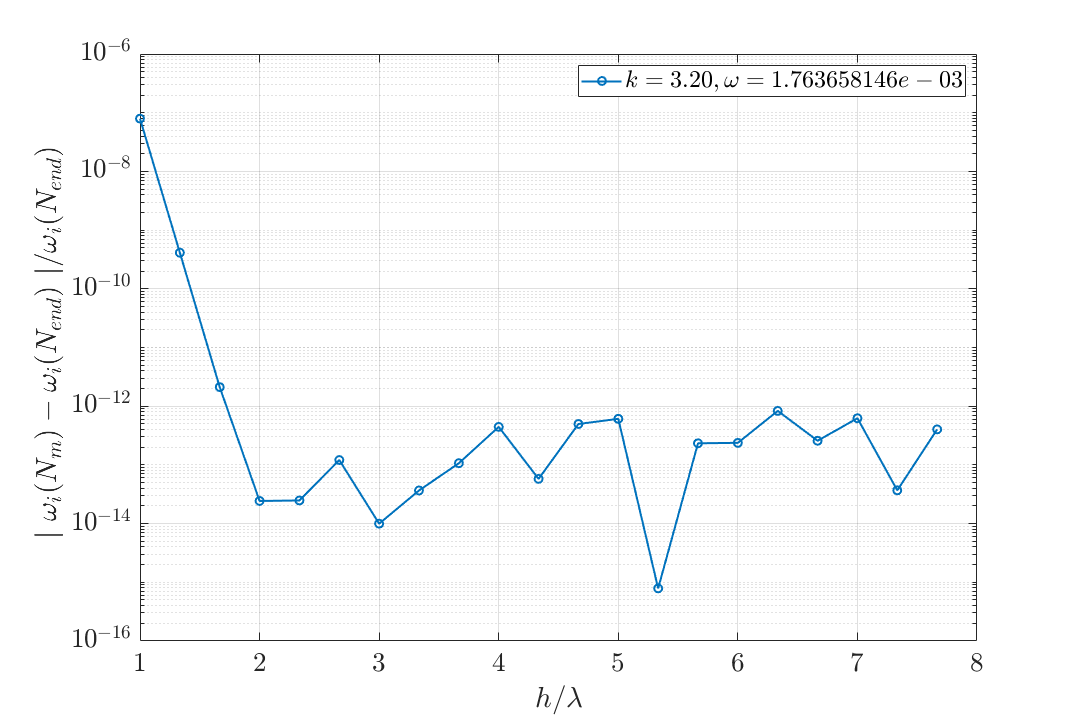 k = 3.20, ω = 1.763658146e − 03
10⁻⁶
10⁻⁸
10⁻¹⁰
10⁻¹²
10⁻¹⁴
10⁻¹⁶
| ω_i(N_m) − ω_i(N_end) |/ω_i(N_end)
1 2 3 4 5 6 7 8
h/λ